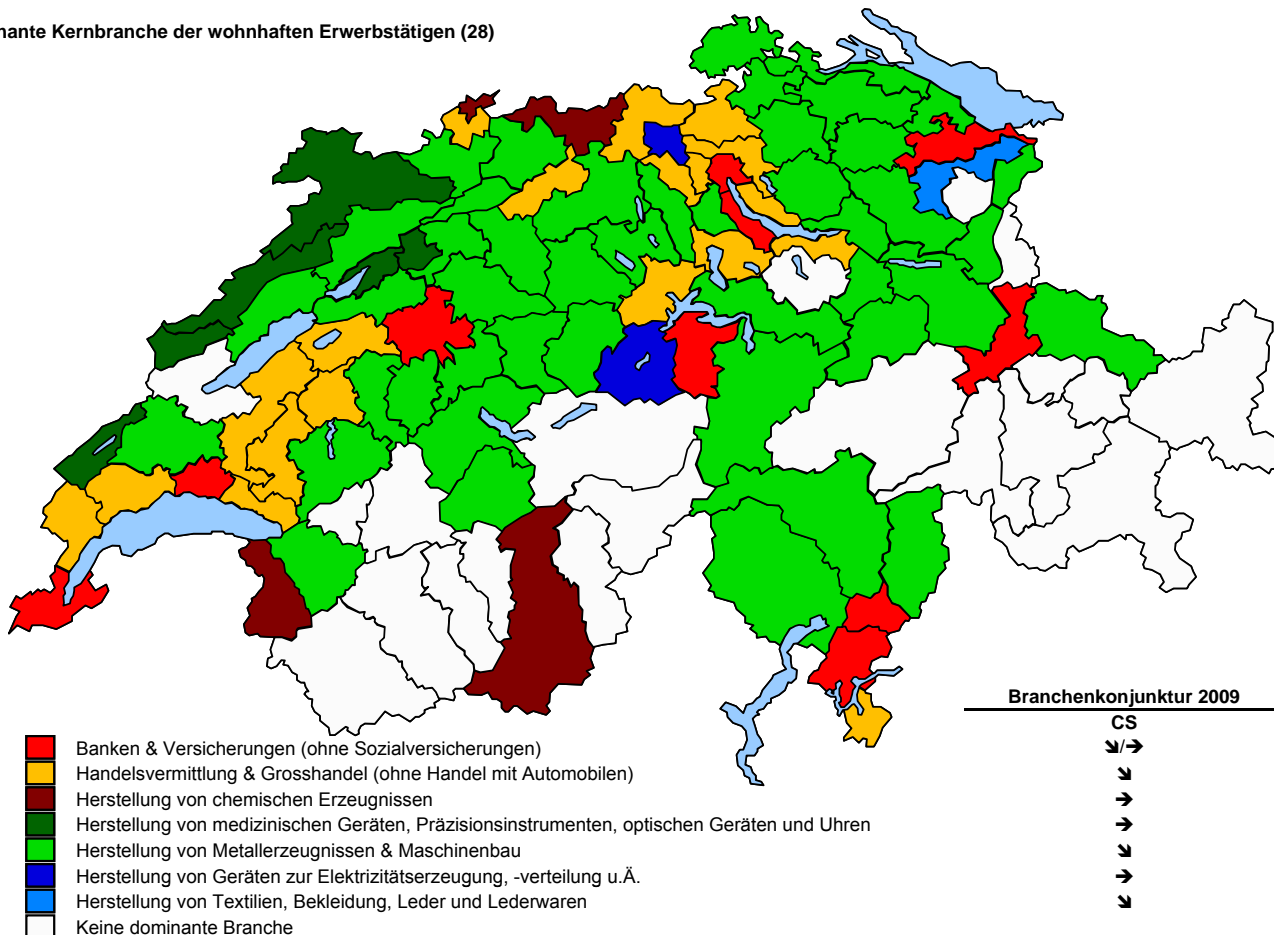 nante Kernbranche der wohnhaften Erwerbstätigen (28)
Branchenkonjunktur 2009
CS
Banken & Versicherungen (ohne Sozialversicherungen) ➘/➔
Handelsvermittlung & Grosshandel (ohne Handel mit Automobilen) ➘
Herstellung von chemischen Erzeugnissen ➔
Herstellung von medizinischen Geräten, Präzisionsinstrumenten, optischen Geräten und Uhren ➔
Herstellung von Metallerzeugnissen & Maschinenbau ➘
Herstellung von Geräten zur Elektrizitätserzeugung, -verteilung u.Ä. ➔
Herstellung von Textilien, Bekleidung, Leder und Lederwaren ➘
Keine dominante Branche